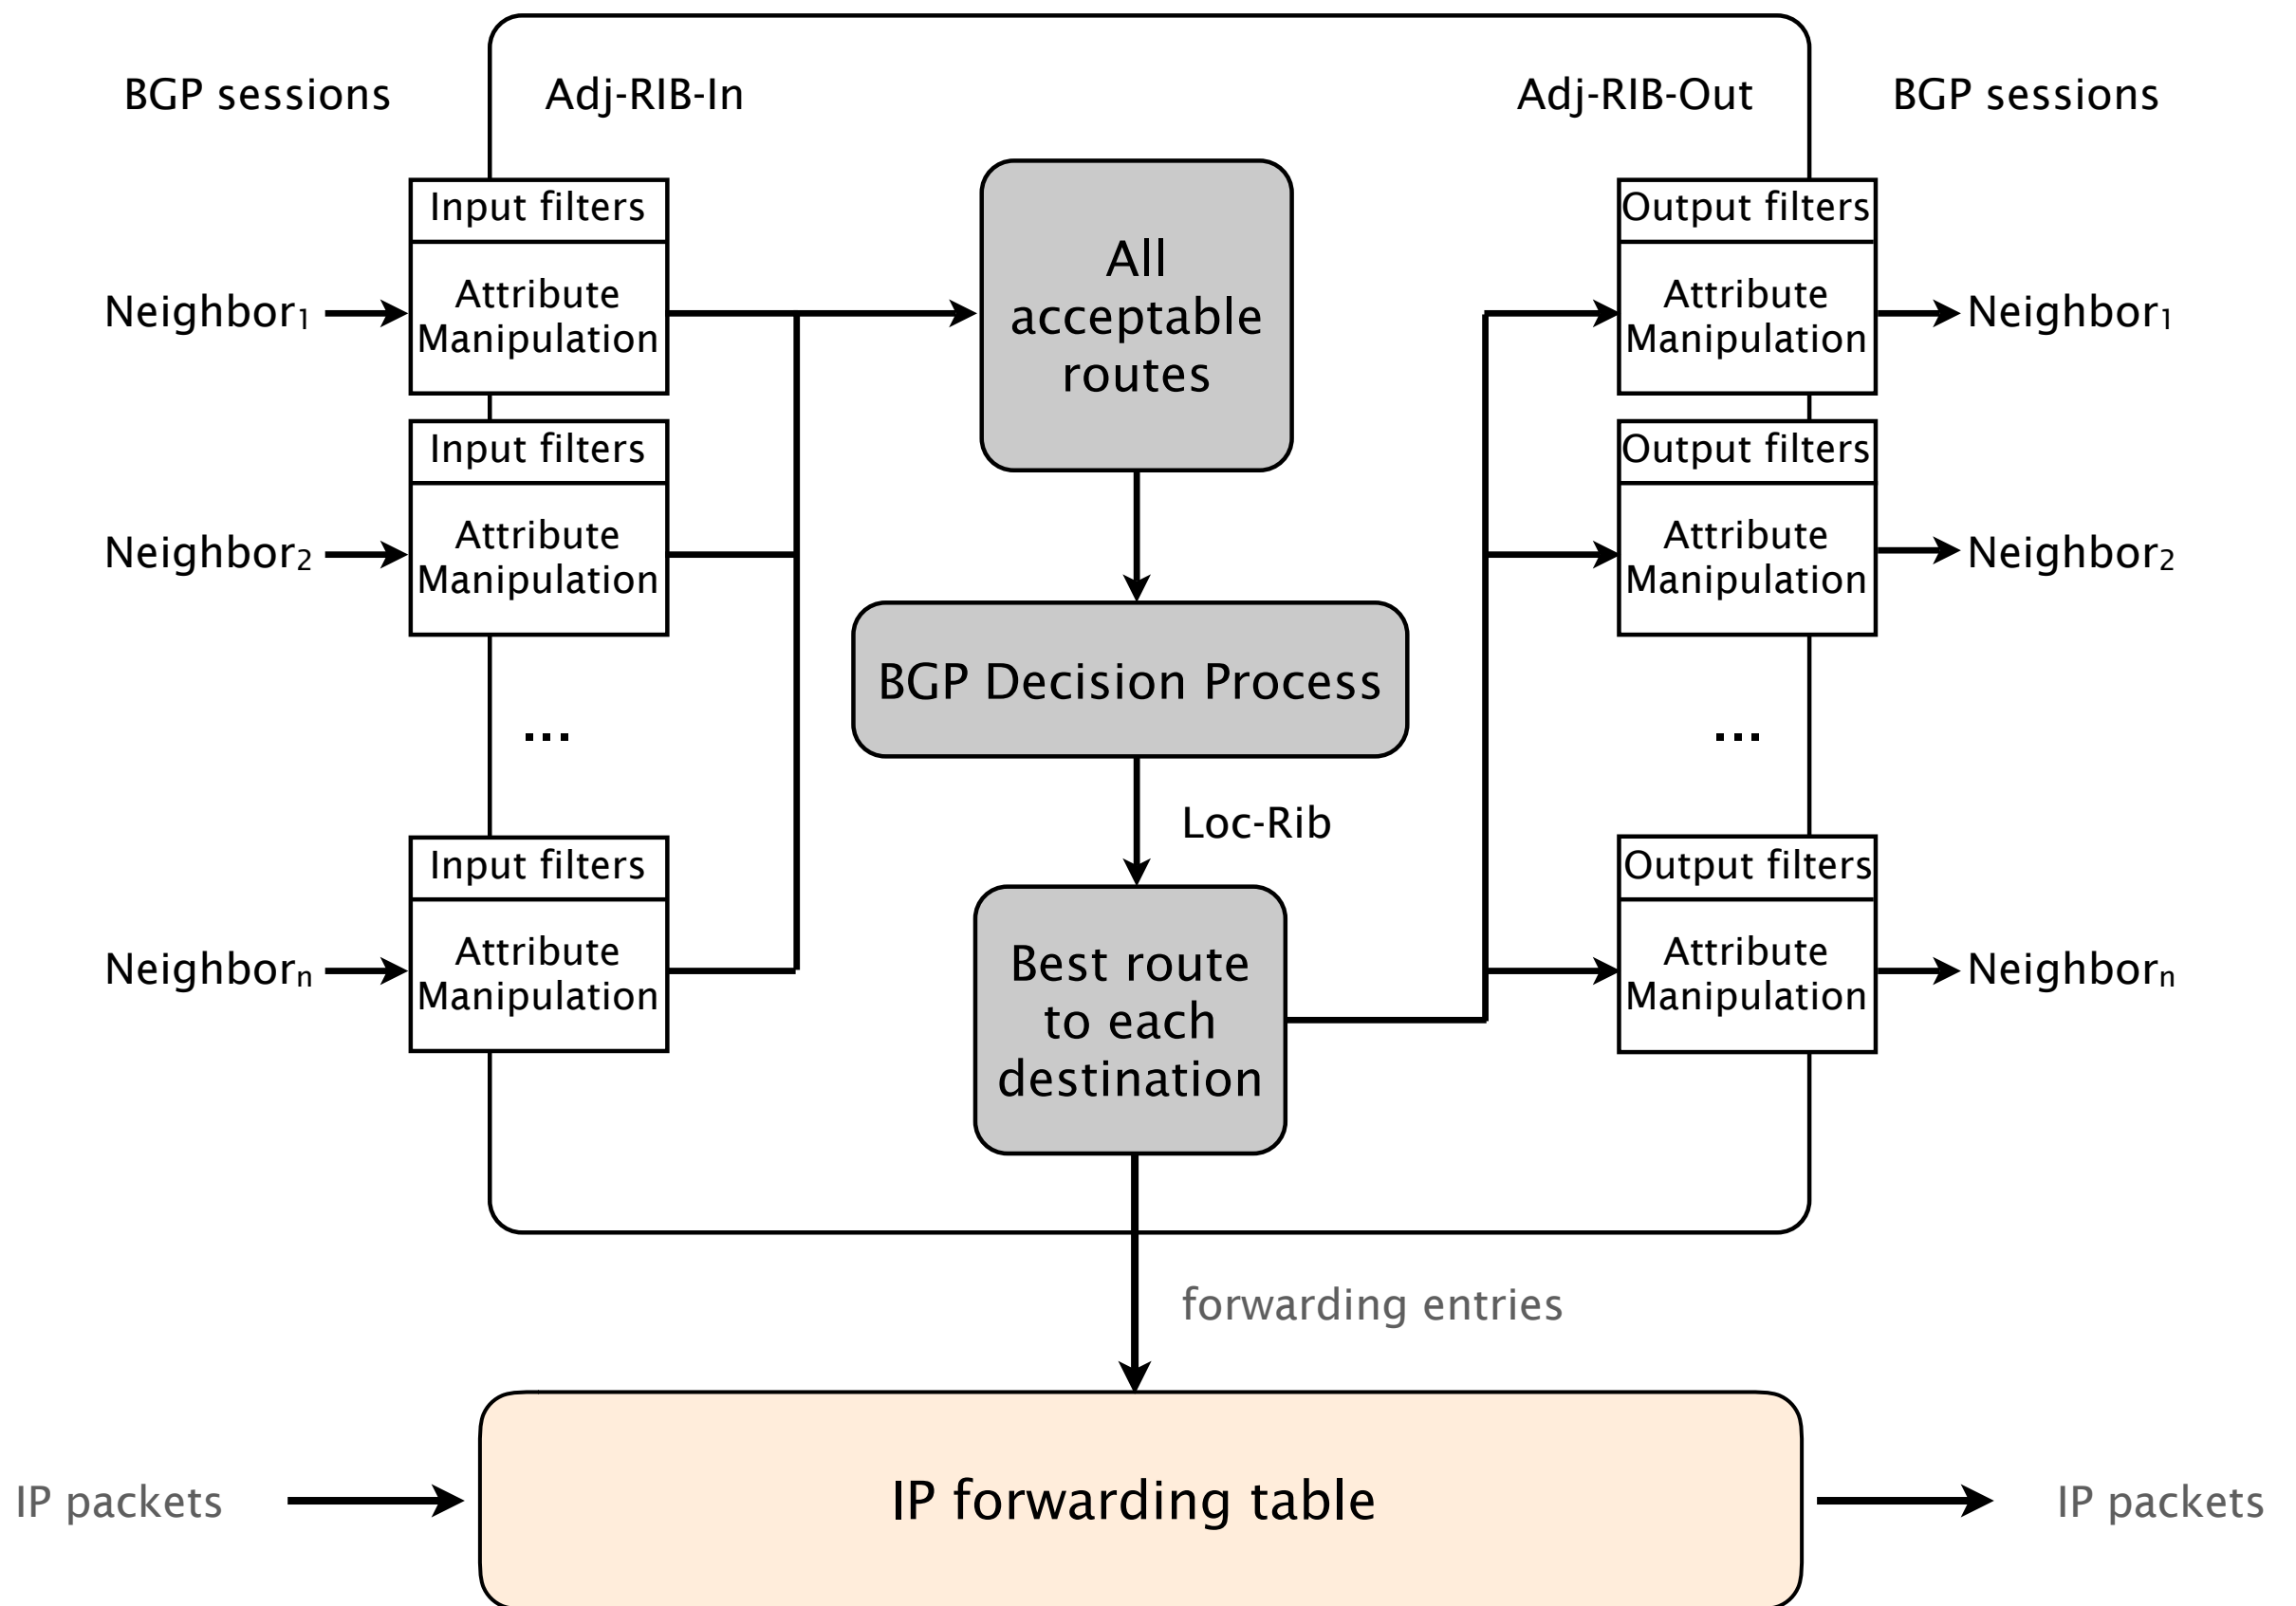 BGP sessions
Adj-RIB-In
Adj-RIB-Out
BGP sessions
Input filters
Attribute
Manipulation
Neighbor1
Input filters
Attribute
Manipulation
Neighbor2
...
Input filters
Attribute
Manipulation
Neighborn
All
acceptable
routes
BGP Decision Process
Loc-Rib
Best route
to each
destination
Output filters
Attribute
Manipulation
Neighbor1
Output filters
Attribute
Manipulation
Neighbor2
...
Output filters
Attribute
Manipulation
Neighborn
forwarding entries
IP packets
IP forwarding table
IP packets